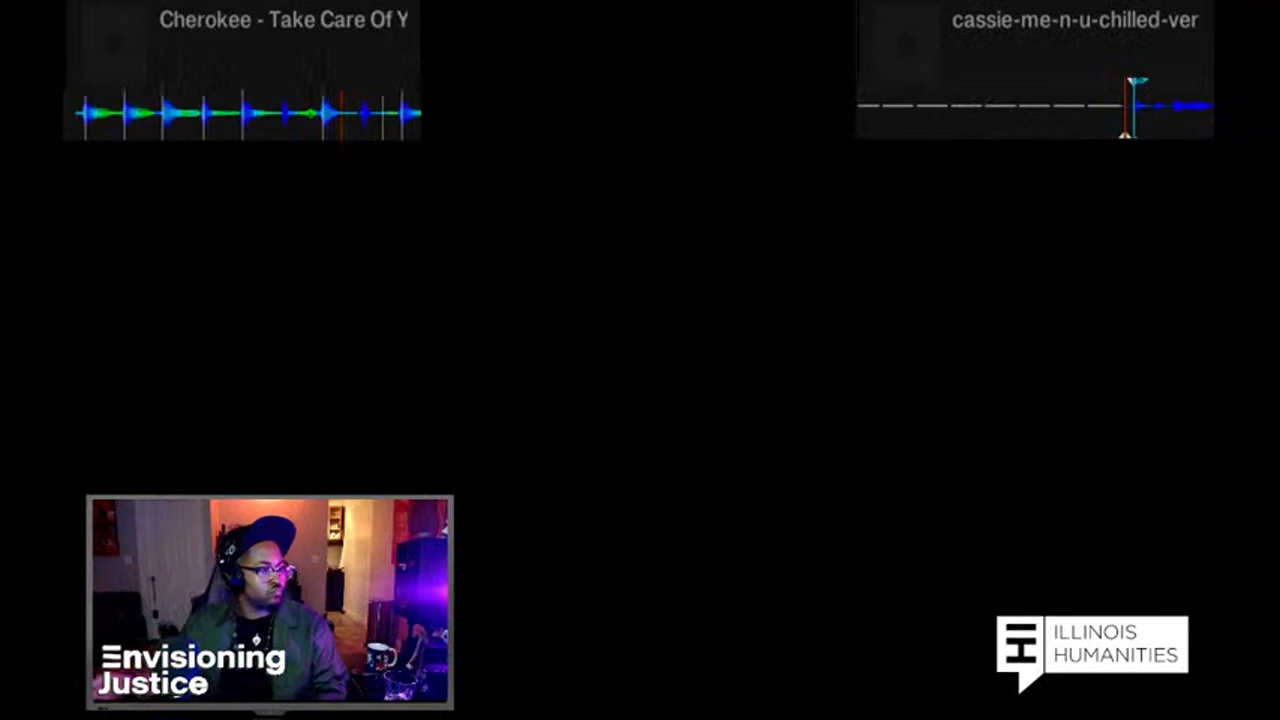 Cherokee - Take Care Of Y
cassie-me-n-u-chilled-ver
Envisioning
Justice
ILLINOIS
HUMANITIES